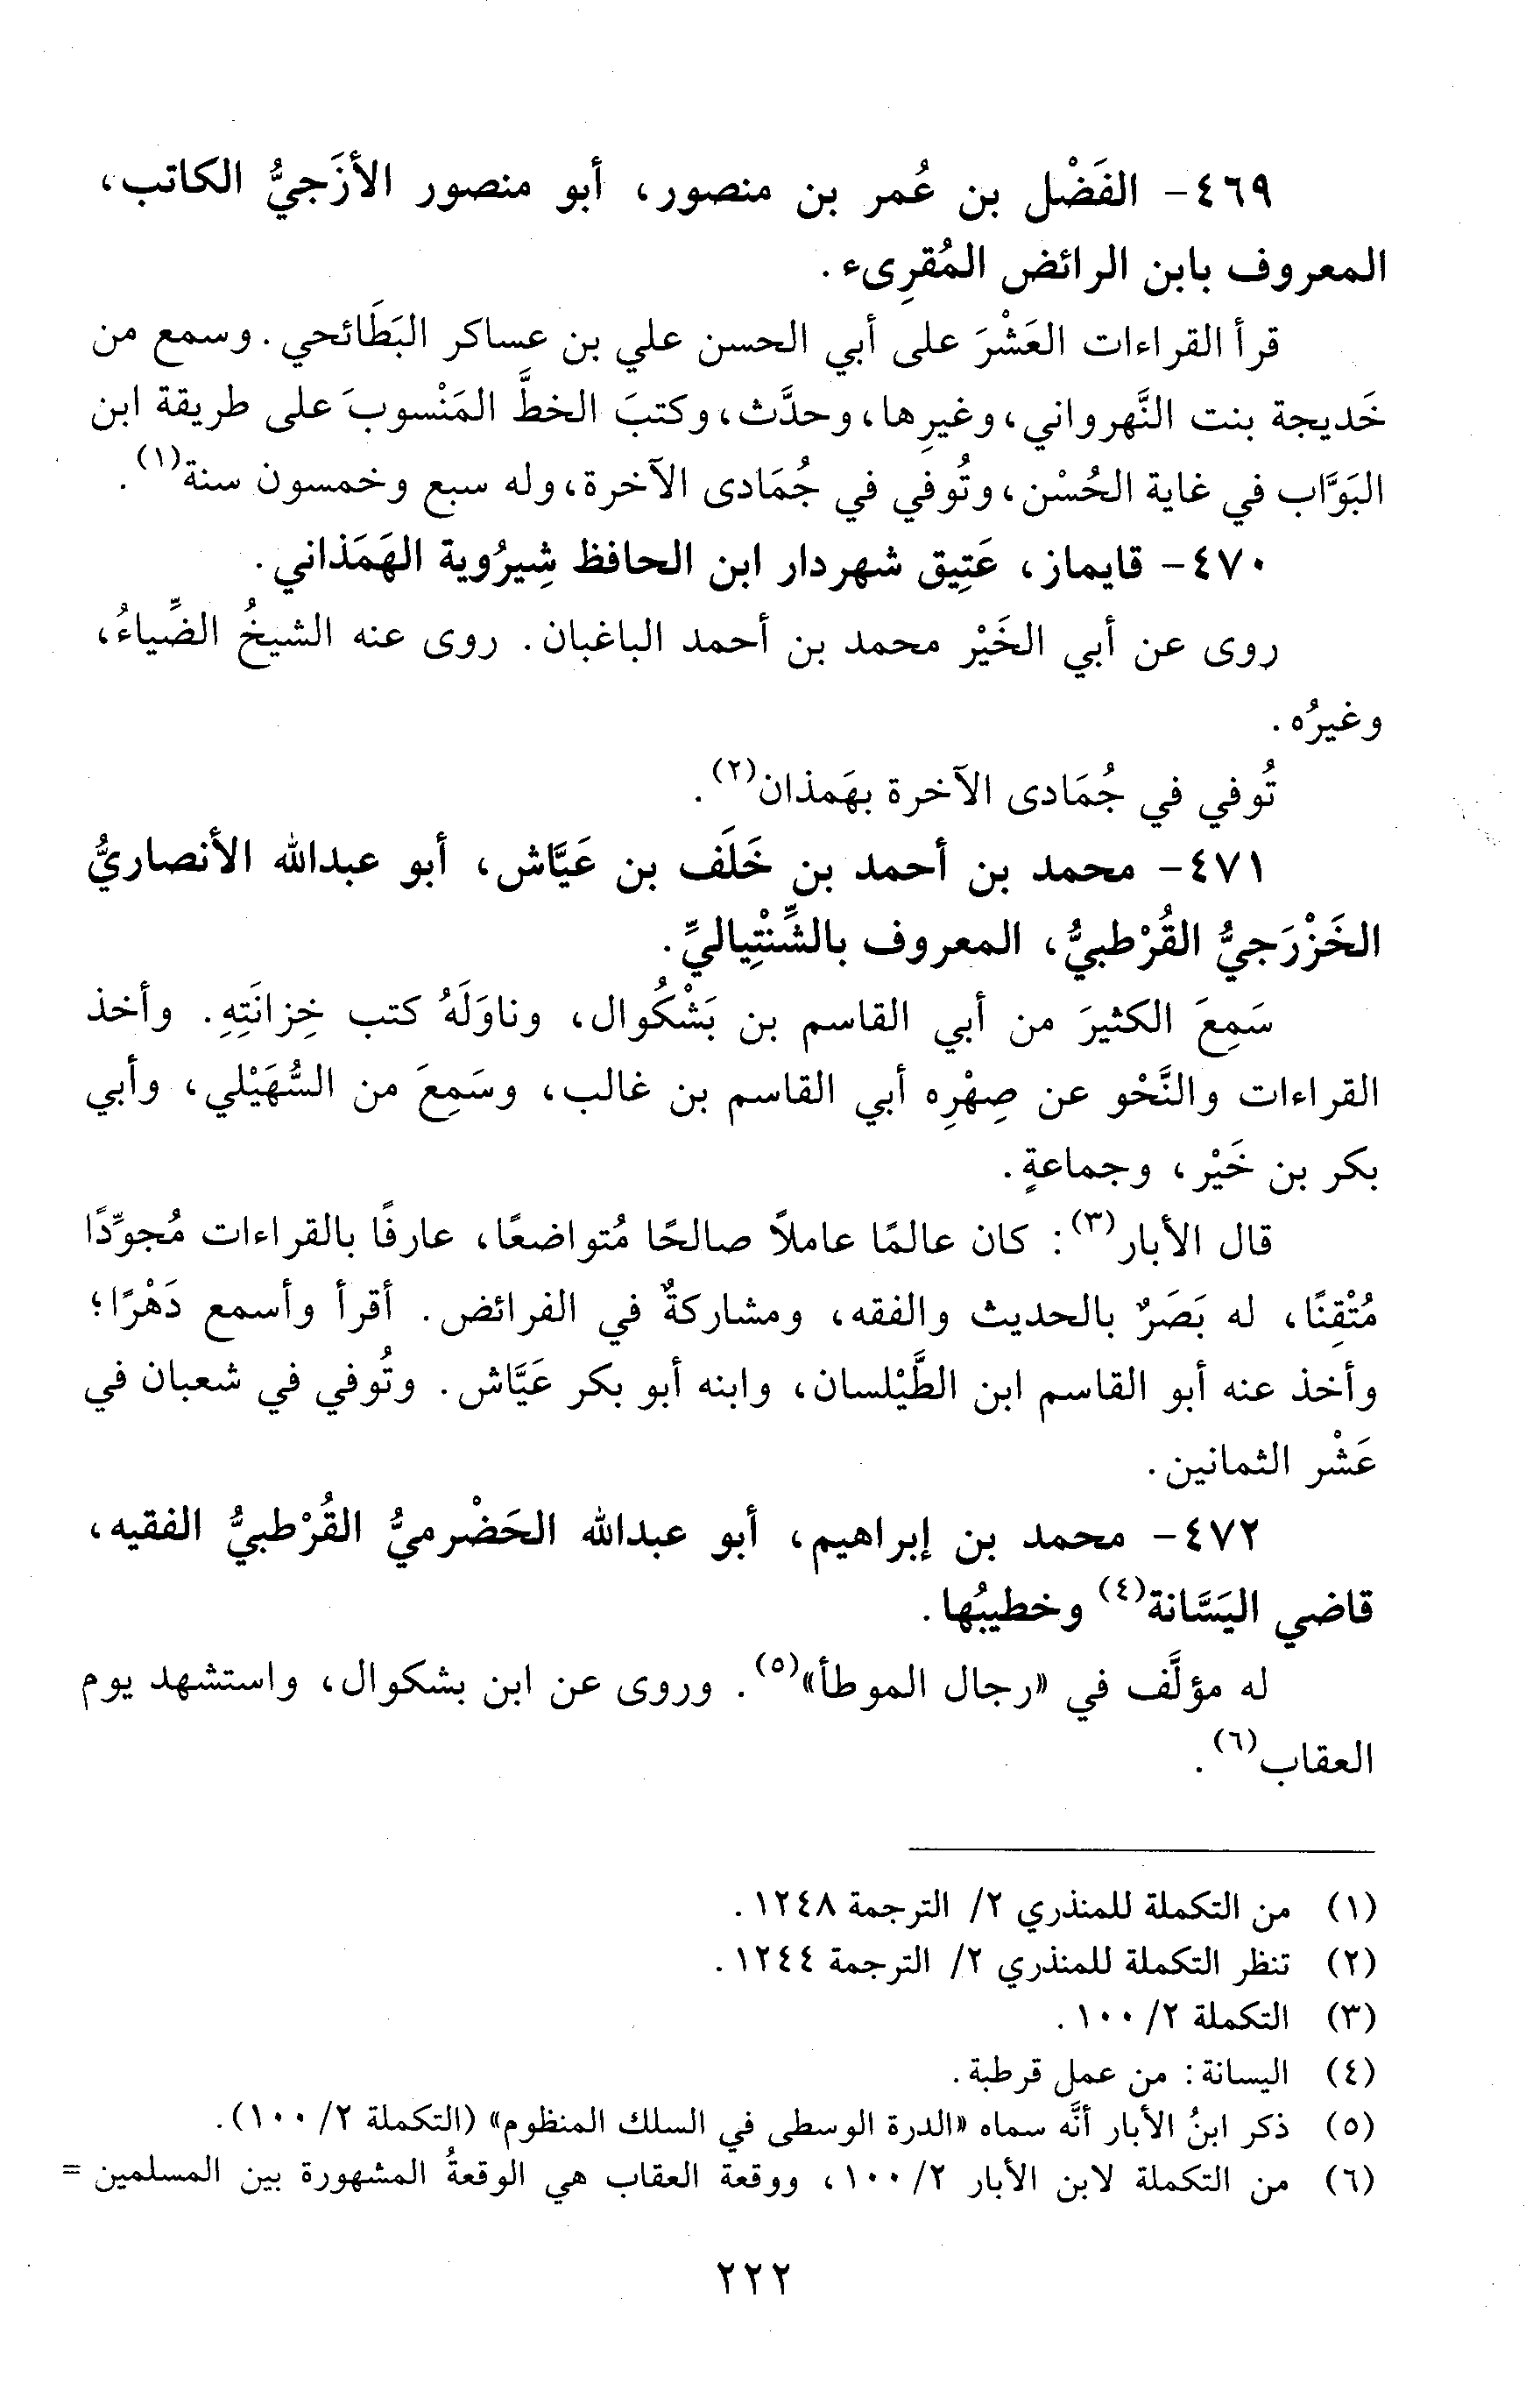 ٤٦٩- الفَضْل بن عُمر بن منصور، أبو منصور الأزَجيُّ الكاتب،
المعروف بابن الرائض المُقرِىء.
قرأ القراءات العَشْرَ على أبي الحسن علي بن عساكر البَطَائحي. وسمع من
خَديجة بنت النَّهرواني، وغيرِها، وحدَّث، وكتبَ الخطَّ المَنْسوبَ على طريقة ابن
البَوَّاب في غاية الحُسْن، وتُوفي في جُمَادى الآخرة، وله سبع وخمسون سنة(١).
٤٧٠- قايماز، عَتِيق شهردار ابن الحافظ شِيرُوية الهَمَذاني.
روى عن أبي الخَيْر محمد بن أحمد الباغبان. روى عنه الشيخُ الضِّياءُ،
وغيرُه.
تُوفي في جُمَادى الآخرة بهَمذان(٢).
٤٧١- محمد بن أحمد بن خَلَف بن عَيَّاش، أبو عبدالله الأنصاريُّ
الخَزْرَجيُّ القُرْطبيُّ، المعروف بالشِّنْتِياليِّ.
سَمِعَ الكثيرَ من أبي القاسم بن بَشْكُوال، وناوَلَهُ كتب خِزانَتِهِ. وأخذ
القراءات والنَّحْو عن صِهْرِه أبي القاسم بن غالب، وسَمِعَ من السُّهَيْلي، وأبي
بكر بن خَيْر، وجماعةٍ.
قال الأبار(٣): كان عالمًا عاملاً صالحًا مُتواضعًا، عارفًا بالقراءات مُجوِّدًا
مُتْقِنًا، له بَصَرٌ بالحديث والفقه، ومشاركةٌ في الفرائض. أقرأ وأسمع دَهْرًا؛
وأخذ عنه أبو القاسم ابن الطَّيْلسان، وابنه أبو بكر عَيَّاش. وتُوفي في شعبان في
عَشْر الثمانين.
٤٧٢- محمد بن إبراهيم، أبو عبدالله الحَضْرميُّ القُرْطبيُّ الفقيه،
قاضي اليَسَّانة(٤) وخطيبُها.
له مؤلَّف في «رجال الموطأ»(٥). وروى عن ابن بشكوال، واستشهد يوم
العقاب(٦).
(١) من التكملة للمنذري ٢/ الترجمة ١٢٤٨.
(٢) تنظر التكملة للمنذري ٢/ الترجمة ١٢٤٤.
(٣) التكملة ٢/ ١٠٠.
(٤) اليسانة: من عمل قرطبة.
(٥) ذكر ابنُ الأبار أنَّه سماه «الدرة الوسطى في السلك المنظوم» (التكملة ٢/ ١٠٠).
(٦) من التكملة لابن الأبار ٢/ ١٠٠، ووقعة العقاب هي الوقعةُ المشهورة بين المسلمين =
٢٢٢